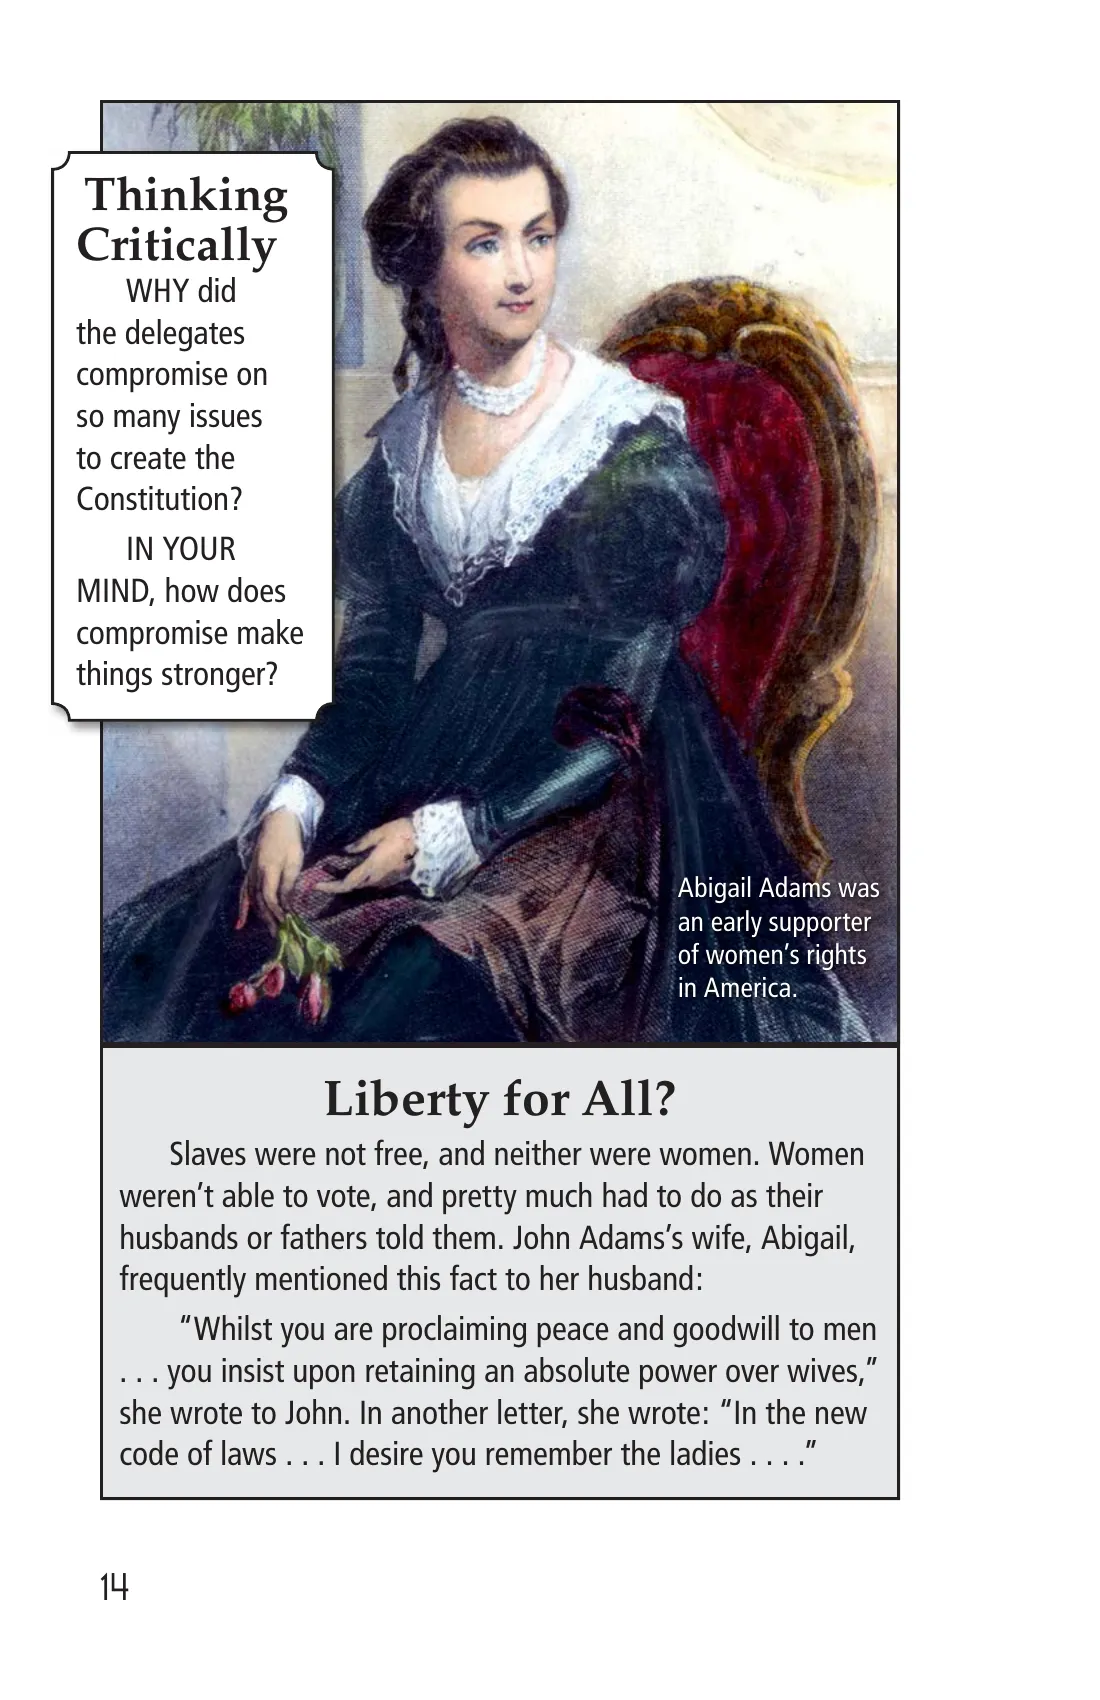 Thinking
Critically
WHY did
the delegates
compromise on
so many issues
to create the
Constitution?
IN YOUR
MIND, how does
compromise make
things stronger?
Abigail Adams was
an early supporter
of women’s rights
in America.
Liberty for All?
Slaves were not free, and neither were women. Women
weren’t able to vote, and pretty much had to do as their
husbands or fathers told them. John Adams’s wife, Abigail,
frequently mentioned this fact to her husband:
“Whilst you are proclaiming peace and goodwill to men
. . . you insist upon retaining an absolute power over wives,”
she wrote to John. In another letter, she wrote: “In the new
code of laws . . . I desire you remember the ladies . . . .”
14